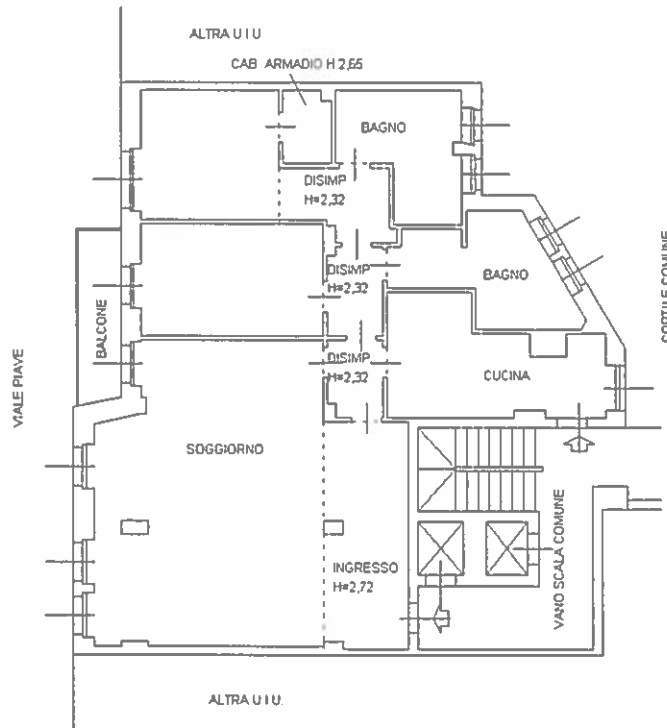 ALTRA U I U
CAB ARMADIO H 2,65
BAGNO
DISIMP
H=2,32
DISIMP
H=2,32
BAGNO
CORTILE COMUNE
BALCONE
VIALE PIAVE
DISIMP
H=2,32
CUCINA
SOGGIORNO
INGRESSO
H=2,72
VANO SCALA COMUNE
ALTRA U I U.